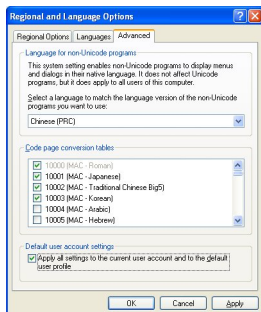 Regional and Language Options
Regional Options
Languages
Advanced
Language for non-Unicode programs
This system setting enables non-Unicode programs to display menus
and dialogs in their native language. It does not affect Unicode
programs, but it does apply to all users of this computer.
Select a language to match the language version of the non-Unicode
programs you want to use:
Chinese (PRC)
Code page conversion tables
10000 (MAC - Roman)
10001 (MAC - Japanese)
10002 (MAC - Traditional Chinese Big5)
10003 (MAC - Korean)
10004 (MAC - Arabic)
10005 (MAC - Hebrew)
Default user account settings
Apply all settings to the current user account and to the default
user profile
OK
Cancel
Apply